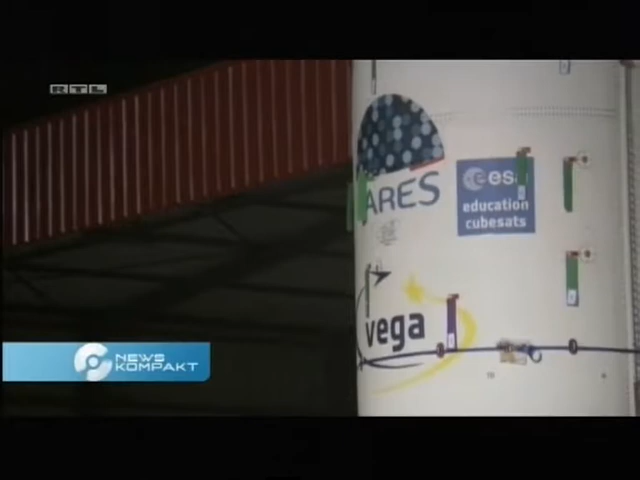 RTL
ARES
esa
education
cubesats
vega
NEWS
KOMPAKT